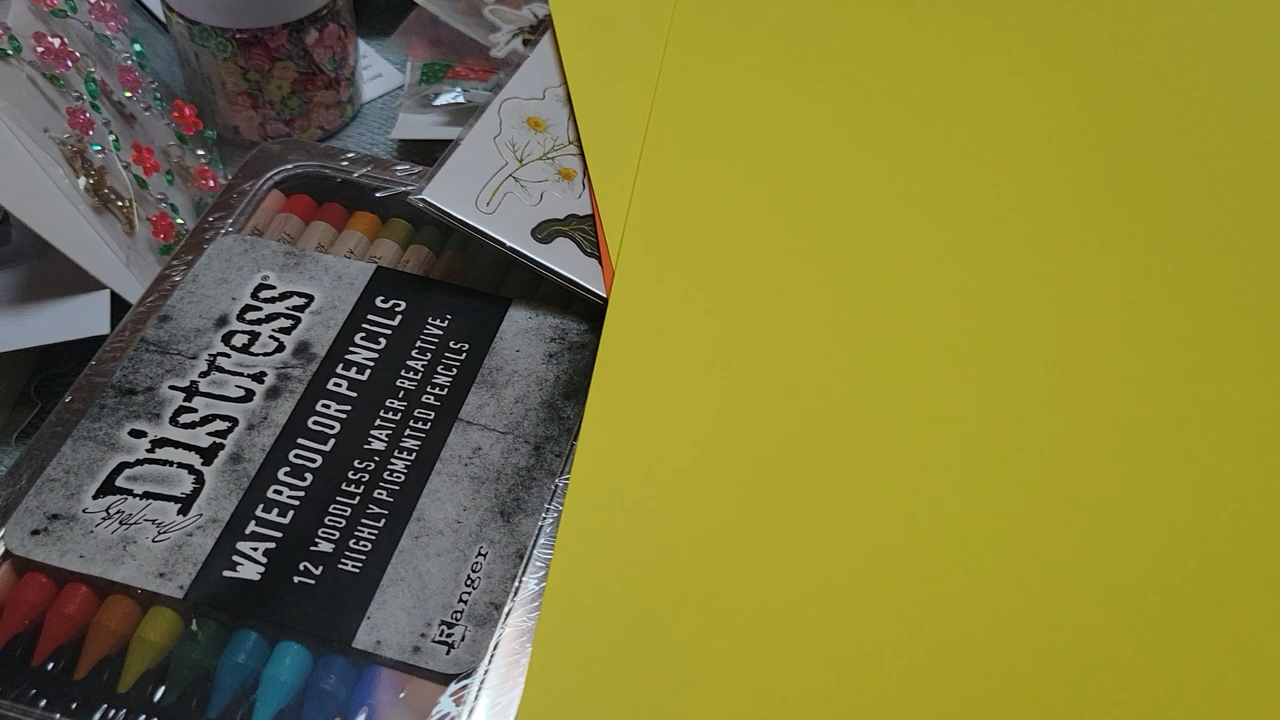 Distress®
WATERCOLOR PENCILS
12 WOODLESS, WATER-REACTIVE,
HIGHLY PIGMENTED PENCILS
Ranger